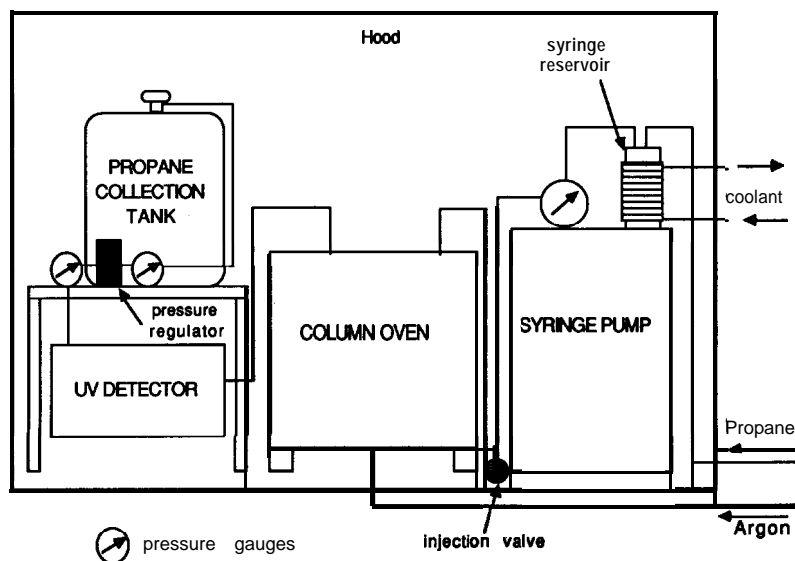 Hood
syringe
reservoir
PROPANE
COLLECTION
TANK
coolant
pressure
regulator
COLUMN OVEN
SYRINGE PUMP
UV DETECTOR
Propane
injection valve
Argon
pressure gauges